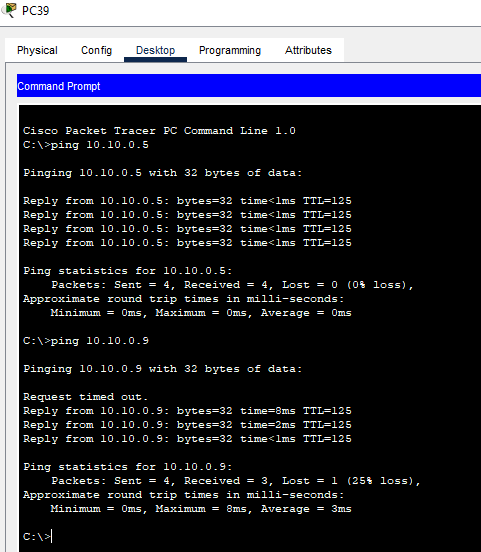 PC39
Physical Config Desktop Programming Attributes
Command Prompt
Cisco Packet Tracer PC Command Line 1.0
C:\>ping 10.10.0.5
Pinging 10.10.0.5 with 32 bytes of data:
Reply from 10.10.0.5: bytes=32 time<1ms TTL=125
Reply from 10.10.0.5: bytes=32 time<1ms TTL=125
Reply from 10.10.0.5: bytes=32 time<1ms TTL=125
Reply from 10.10.0.5: bytes=32 time<1ms TTL=125
Ping statistics for 10.10.0.5:
Packets: Sent = 4, Received = 4, Lost = 0 (0% loss),
Approximate round trip times in milli-seconds:
Minimum = 0ms, Maximum = 0ms, Average = 0ms
C:\>ping 10.10.0.9
Pinging 10.10.0.9 with 32 bytes of data:
Request timed out.
Reply from 10.10.0.9: bytes=32 time=8ms TTL=125
Reply from 10.10.0.9: bytes=32 time=2ms TTL=125
Reply from 10.10.0.9: bytes=32 time<1ms TTL=125
Ping statistics for 10.10.0.9:
Packets: Sent = 4, Received = 3, Lost = 1 (25% loss),
Approximate round trip times in milli-seconds:
Minimum = 0ms, Maximum = 8ms, Average = 3ms
C:\>